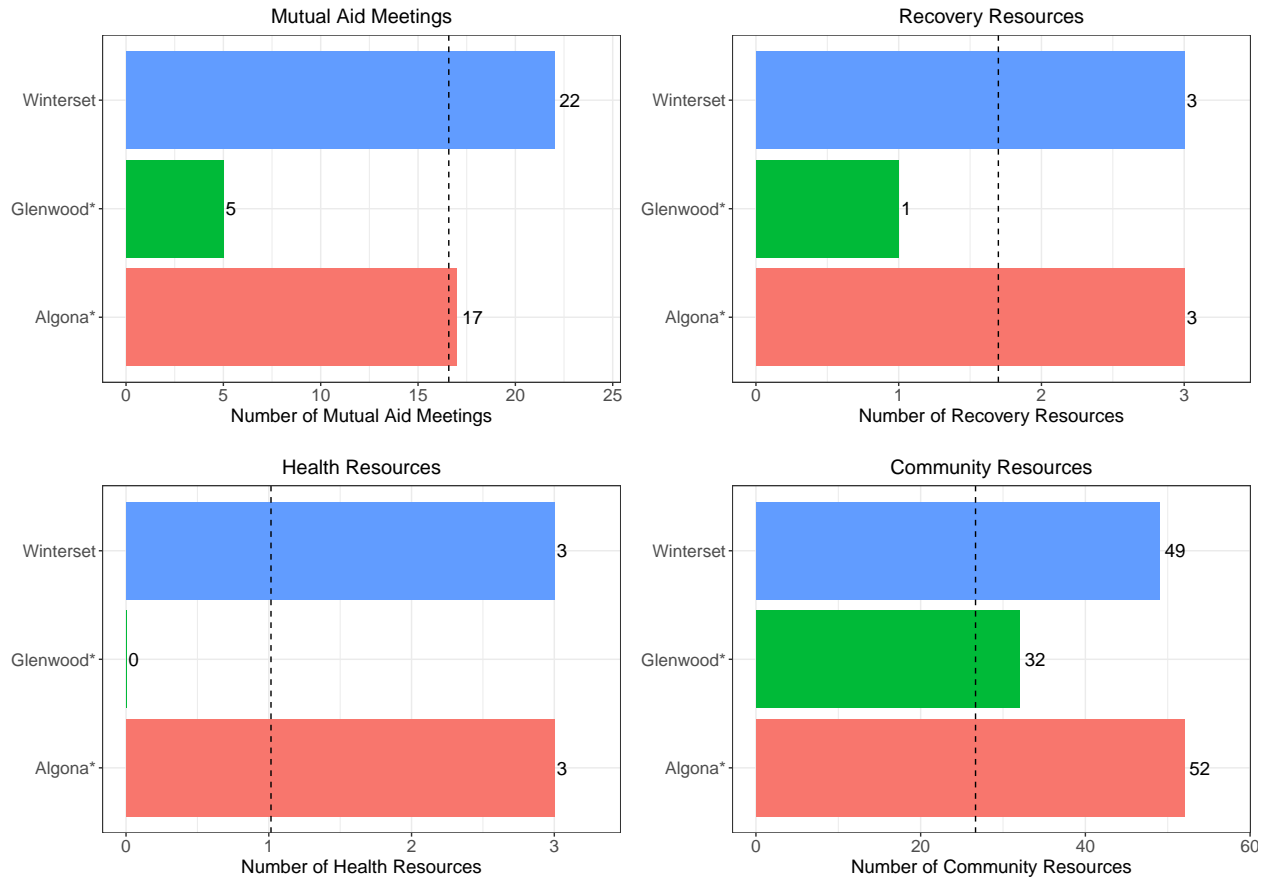 Mutual Aid Meetings
Winterset
22
Glenwood*
5
Algona*
17
0 5 10 15 20 25
Number of Mutual Aid Meetings
Recovery Resources
3
1
3
0 1 2 3
Number of Recovery Resources
Health Resources
Winterset
3
Glenwood*
0
Algona*
3
0 1 2 3
Number of Health Resources
Community Resources
Winterset
49
Glenwood*
32
Algona*
52
0 20 40 60
Number of Community Resources